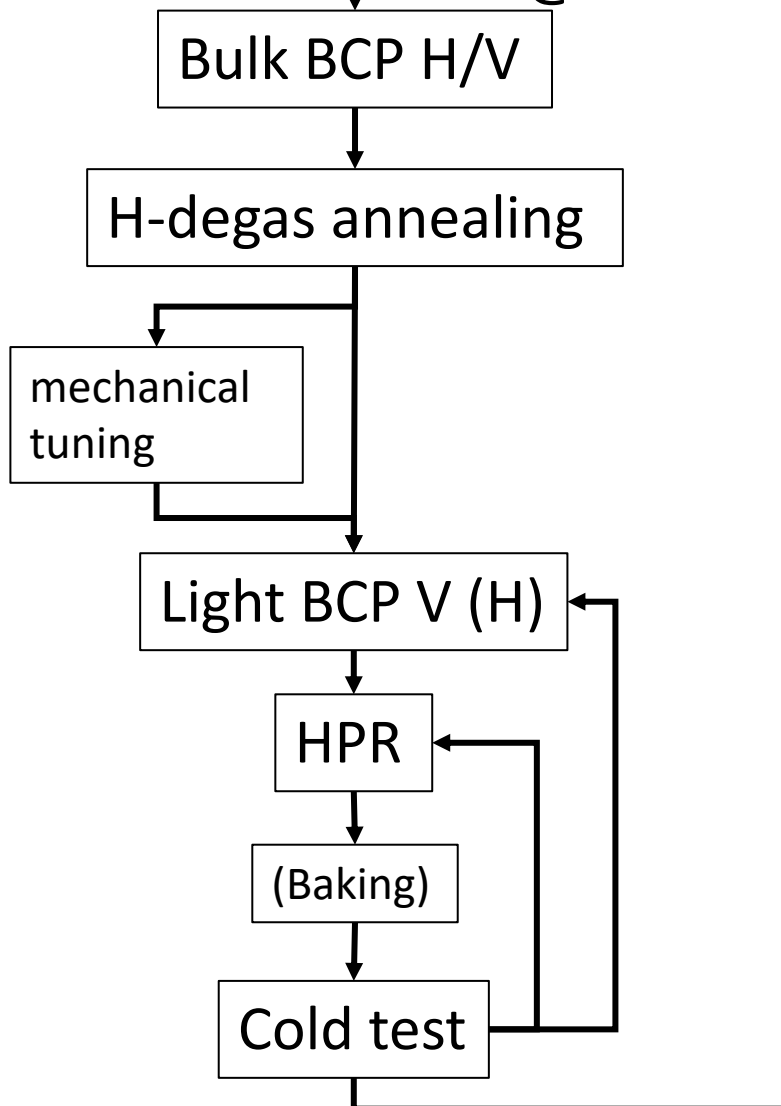 Bulk BCP H/V
H-degas annealing
mechanical
tuning
Light BCP V (H)
HPR
(Baking)
Cold test